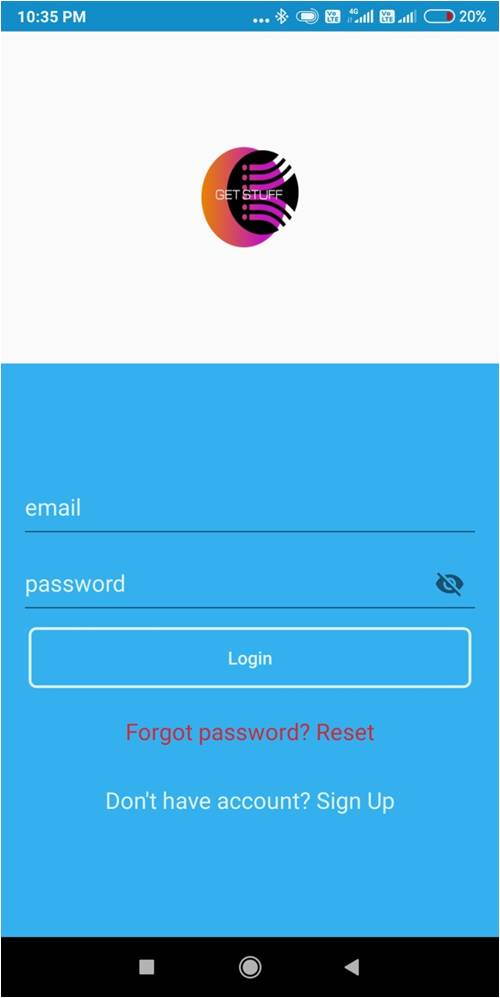 10:35 PM
4G
Vo
LTE
Vo
LTE
20%
GET STUFF
email
password
Login
Forgot password? Reset
Don't have account? Sign Up